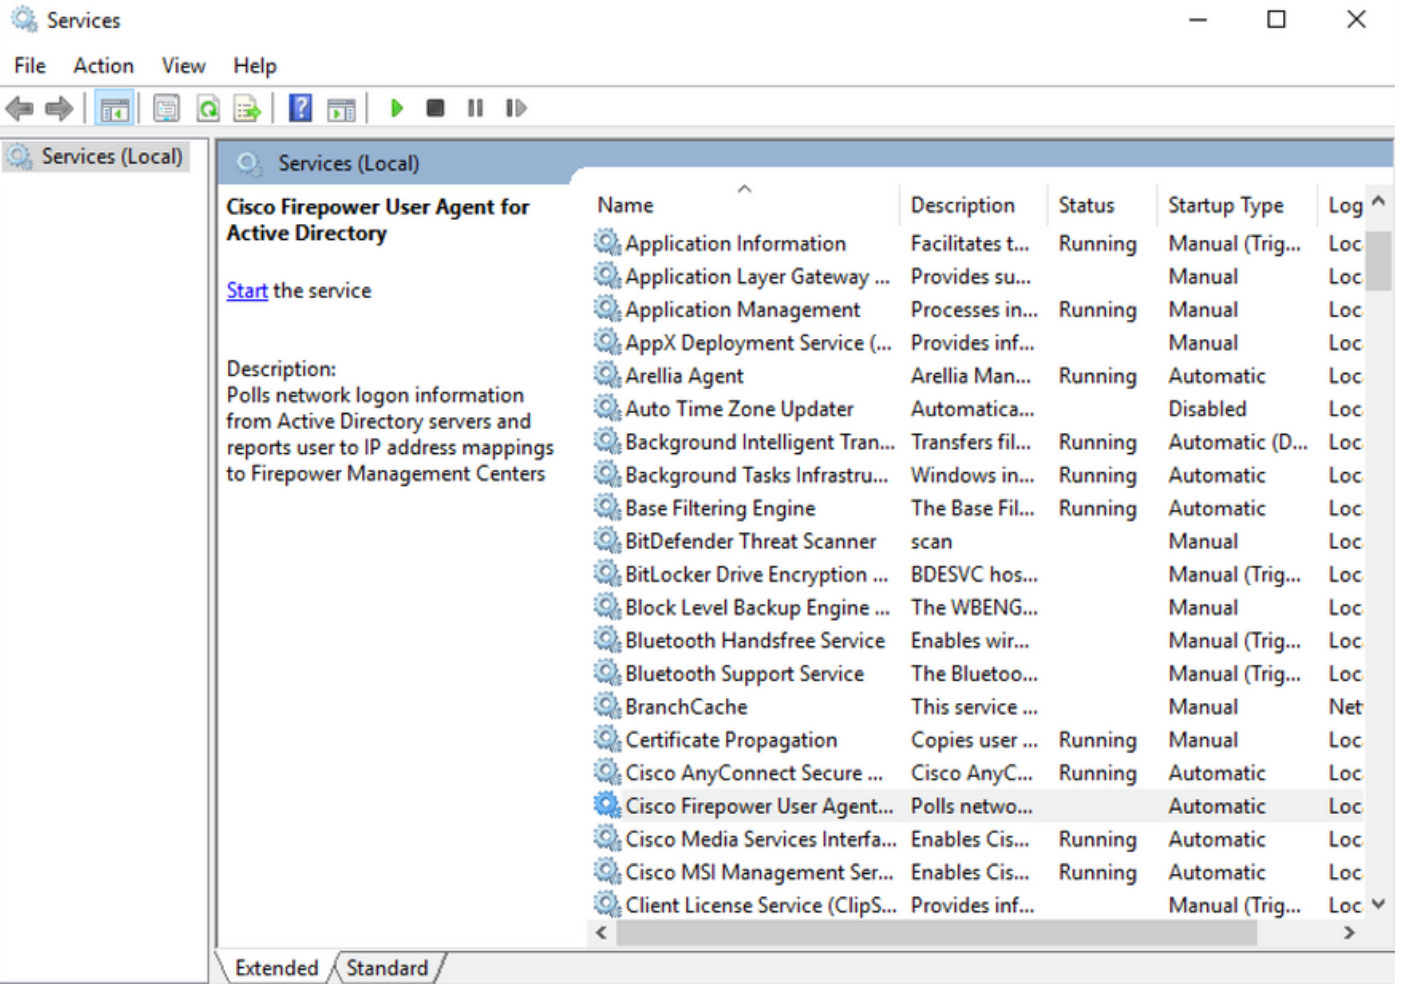 Services
File Action View Help
Services (Local)
Services (Local)
Cisco Firepower User Agent for
Active Directory
Start the service
Description:
Polls network logon information
from Active Directory servers and
reports user to IP address mappings
to Firepower Management Centers
Name Description Status Startup Type Log
Application Information Facilitates t... Running Manual (Trig... Loc
Application Layer Gateway ... Provides su... Manual Loc
Application Management Processes in... Running Manual Loc
AppX Deployment Service (... Provides inf... Manual Loc
Arellia Agent Arellia Man... Running Automatic Loc
Auto Time Zone Updater Automatica... Disabled Loc
Background Intelligent Tran... Transfers fil... Running Automatic (D... Loc
Background Tasks Infrastru... Windows in... Running Automatic Loc
Base Filtering Engine The Base Fil... Running Automatic Loc
BitDefender Threat Scanner scan Manual Loc
BitLocker Drive Encryption ... BDESVC hos... Manual (Trig... Loc
Block Level Backup Engine ... The WBENG... Manual Loc
Bluetooth Handsfree Service Enables wir... Manual (Trig... Loc
Bluetooth Support Service The Bluetoo... Manual (Trig... Loc
BranchCache This service ... Manual Net
Certificate Propagation Copies user ... Running Manual Loc
Cisco AnyConnect Secure ... Cisco AnyC... Running Automatic Loc
Cisco Firepower User Agent... Polls netwo... Automatic Loc
Cisco Media Services Interfa... Enables Cis... Running Automatic Loc
Cisco MSI Management Ser... Enables Cis... Running Automatic Loc
Client License Service (ClipS... Provides inf... Manual (Trig... Loc
Extended Standard